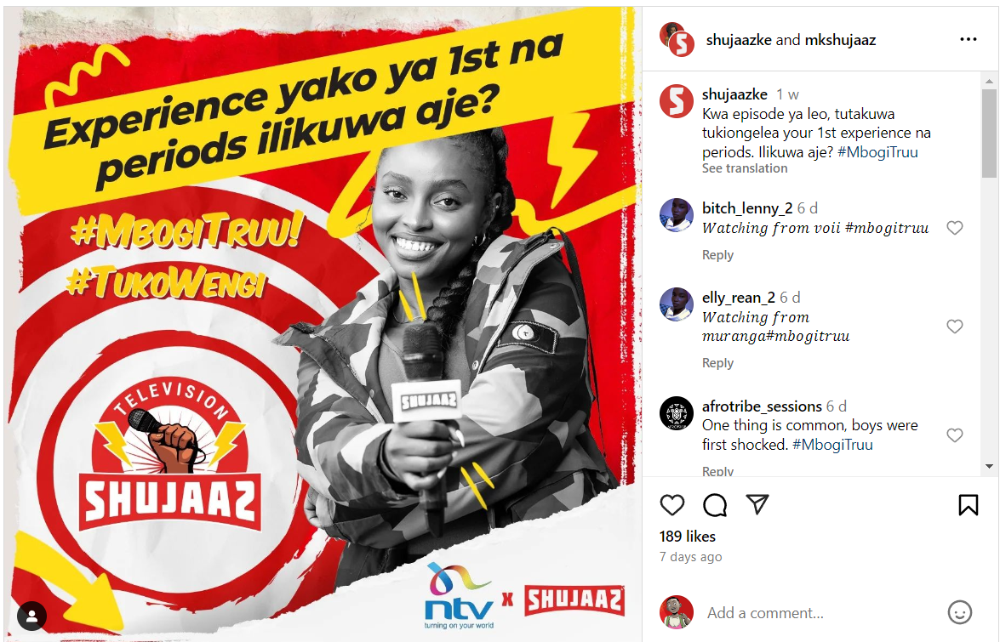 Experience yako ya 1st na
periods ilikuwa aje?
#MBOGITRUU!
#TUKOWENGI
TELEVISION
SHUJAAZ
SHUJAAZ
ntv
turning on your world
x
SHUJAAZ
shujaazke and mkshujaaz
shujaazke 1 w
Kwa episode ya leo, tutakuwa
tukiongelea your 1st experience na
periods. Ilikuwa aje? #MbogiTruu
See translation
bitch_lenny_2 6 d
Watching from voii #mbogitruu
Reply
elly_rean_2 6 d
Watching from
muranga#mbogitruu
Reply
afrotribe_sessions 6 d
One thing is common, boys were
first shocked. #MbogiTruu
Reply
189 likes
7 days ago
Add a comment...